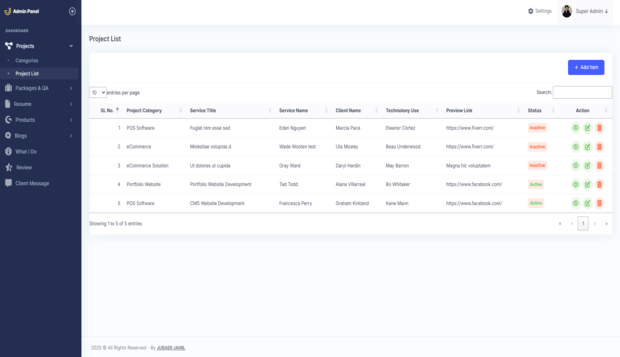 Admin Panel
Settings
Super Admin
DASHBOARD
Projects
Categories
Project List
Packages & QA
Resume
Products
Blogs
What I Do
Review
Client Message
Project List
+ Add Item
10 entries per page
Search:
SL No. Project Category Service Title Service Name Client Name Technalony Use Preview Link Status Action
1 POS Software Fugiat rem esse sed Eden Nguyen Marcia Pace Eleanor Cortez https://www.fiverr.com/ Inactive
2 eCommerce Molestiae voluptas d Wade Wooten test Uta Mosley Beau Underwood https://www.fiverr.com/ Inactive
3 eCommerce Solution Ut dolores ut cupida Gray Ward Daryl Hardin May Barron Magna hic voluptatem Inactive
4 Portfolio Website Portfolio Website Development Tad Todd Alana Villarreal Bo Whitaker https://www.facebook.com/ Active
5 POS Software CMS Website Development Francesca Perry Graham Kirkland Kane Mann https://www.facebook.com/ Active
Showing 1 to 5 of 5 entries
« ‹ 1 › »
2025 © All Rights Reserved - By JUBAER JAMIL